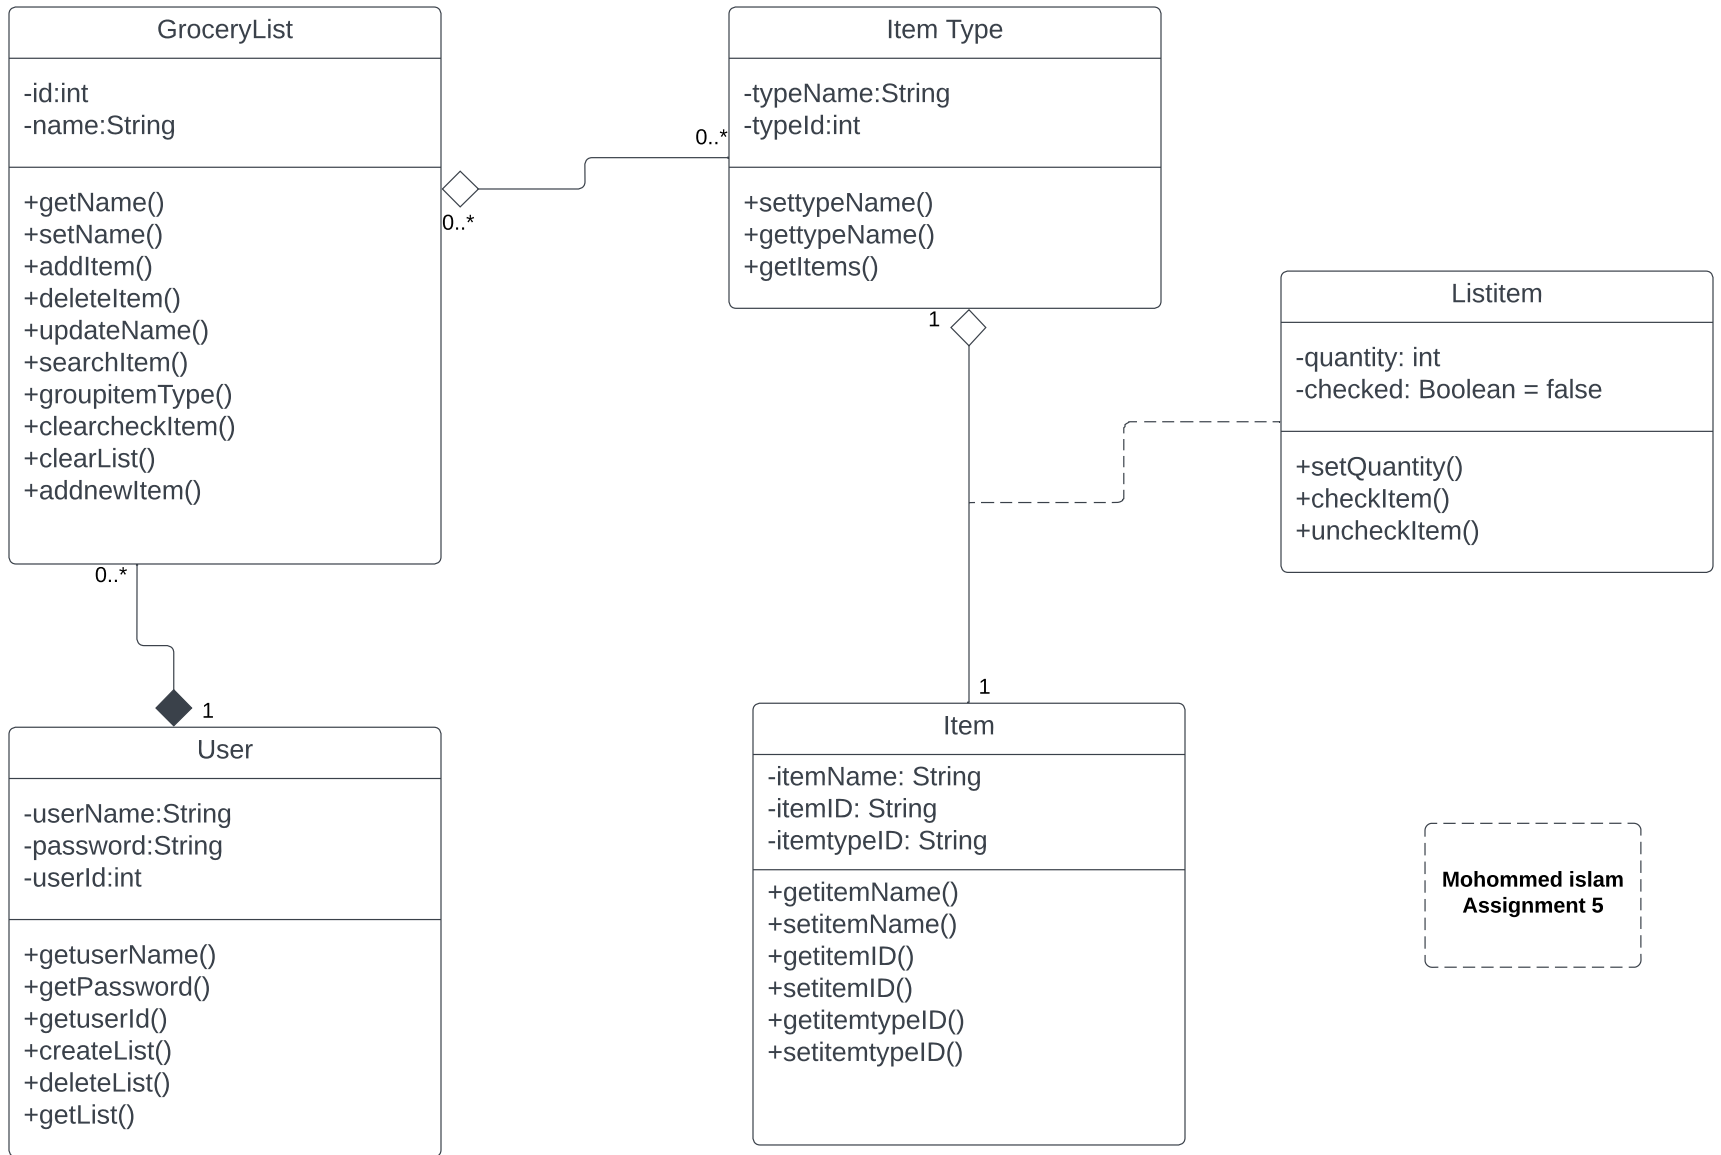 GroceryList
-id:int
-name:String
+getName()
+setName()
+addItem()
+deleteItem()
+updateName()
+searchItem()
+groupitemType()
+clearcheckItem()
+clearList()
+addnewItem()
0..*
0..*
Item Type
-typeName:String
-typeId:int
+settypeName()
+gettypeName()
+getItems()
1
Listitem
-quantity: int
-checked: Boolean = false
+setQuantity()
+checkItem()
+uncheckItem()
0..*
1
User
-userName:String
-password:String
-userId:int
+getuserName()
+getPassword()
+getuserId()
+createList()
+deleteList()
+getList()
1
Item
-itemName: String
-itemID: String
-itemtypeID: String
+getitemName()
+setitemName()
+getitemID()
+setitemID()
+getitemtypeID()
+setitemtypeID()
Mohommed islam
Assignment 5